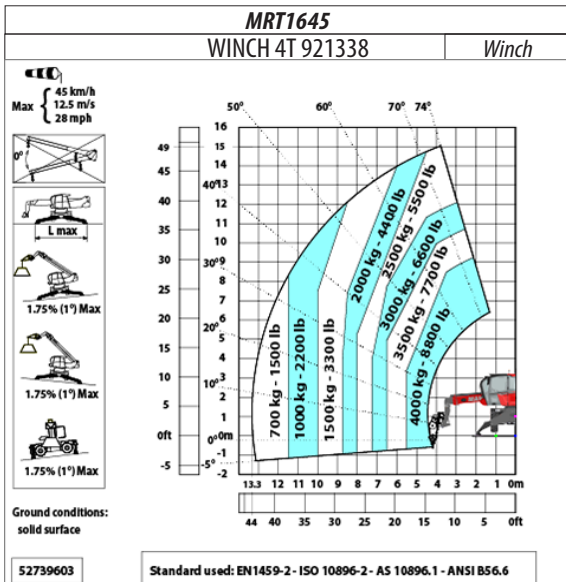 MRT1645
WINCH 4T 921338
Winch
Max
45 km/h
12.5 m/s
28 mph
0°
L max
1.75% (1°) Max
1.75% (1°) Max
1.75% (1°) Max
Ground conditions:
solid surface
52739603
50° 60° 70° 74°
40°
30°
20°
10°
0°
-5°
49
45
40
35
30
25
20
15
10
5
0ft
-5
16
15
14
13
12
11
10
9
8
7
6
5
4
3
2
1
0m
-1
-2
700 kg - 1500 lb
1000 kg - 2200 lb
1500 kg - 3300 lb
2000 kg - 4400 lb
2500 kg - 5500 lb
3000 kg - 6600 lb
3500 kg - 7700 lb
4000 kg - 8800 lb
13.3 12 11 10 9 8 7 6 5 4 3 2 1 0m
44 40 35 30 25 20 15 10 5 0ft
Standard used: EN1459-2 - ISO 10896-2 - AS 10896.1 - ANSI B56.6